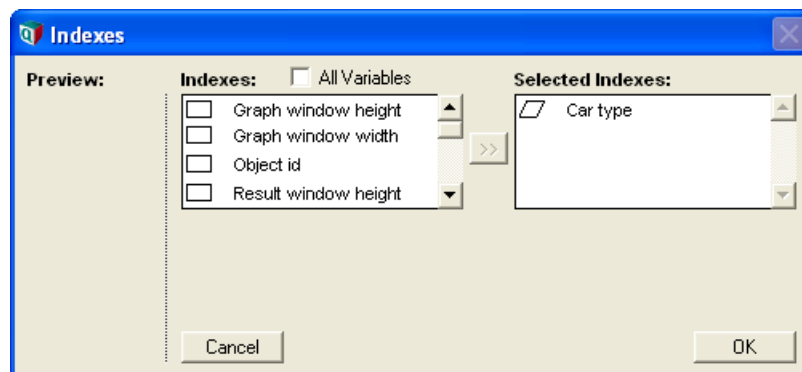 Indexes
Preview:
Indexes: All Variables
Selected Indexes:
Graph window height
Graph window width
Object id
Result window height
>>
Car type
Cancel
OK